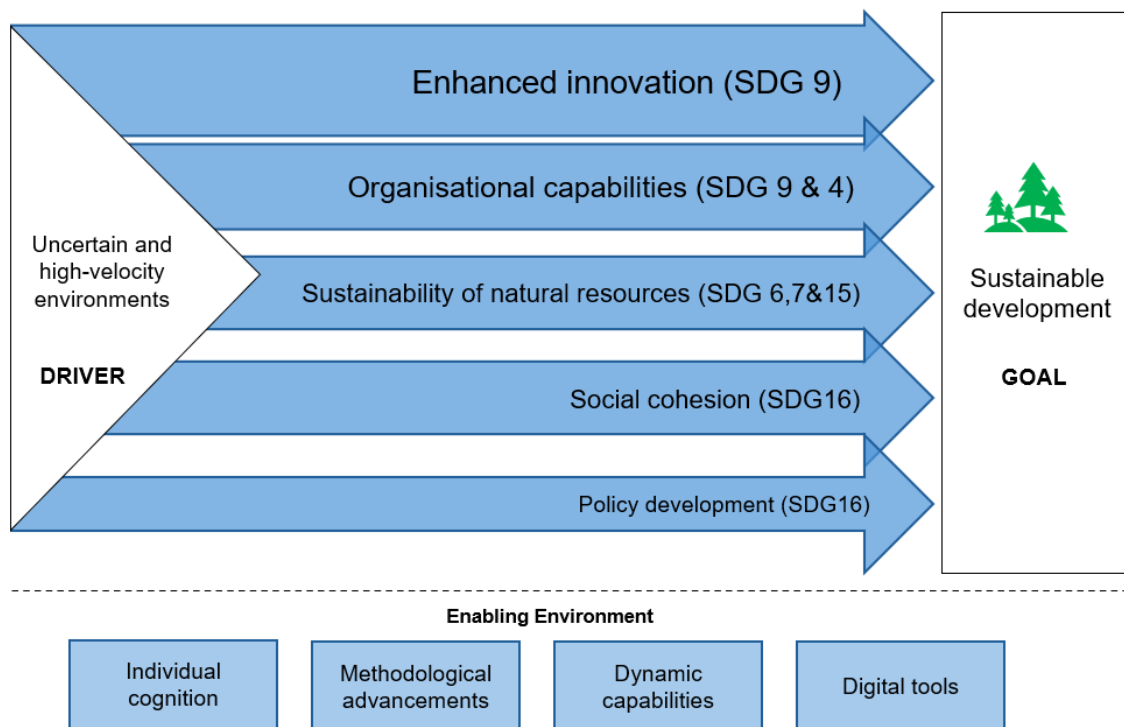 Enhanced innovation (SDG 9)
Organisational capabilities (SDG 9 & 4)
Uncertain and
high-velocity
environments
DRIVER
Sustainability of natural resources (SDG 6,7&15)
Social cohesion (SDG16)
Policy development (SDG16)
Sustainable
development
GOAL
Enabling Environment
Individual
cognition
Methodological
advancements
Dynamic
capabilities
Digital tools